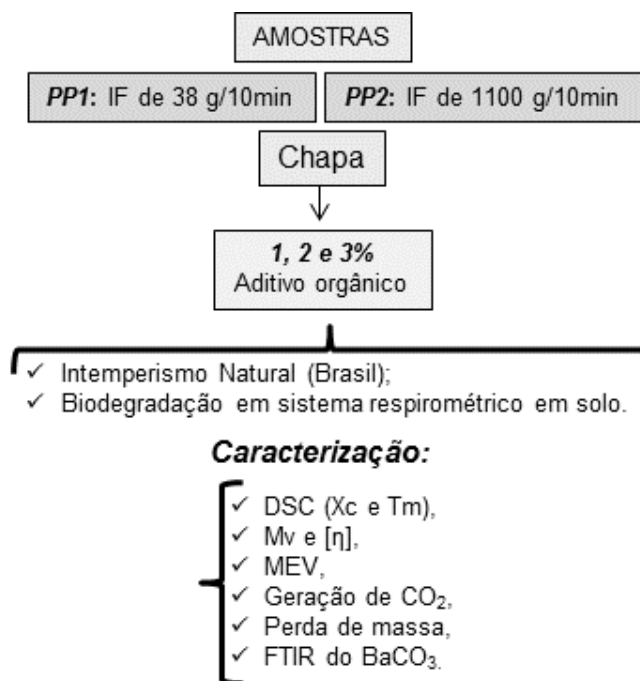 AMOSTRAS
PP1: IF de 38 g/10min
PP2: IF de 1100 g/10min
Chapa
1, 2 e 3%
Aditivo orgânico
✓ Intemperismo Natural (Brasil);
✓ Biodegradação em sistema respirométrico em solo.
Caracterização:
✓ DSC (Xc e Tm),
✓ Mv e [η],
✓ MEV,
✓ Geração de CO₂,
✓ Perda de massa,
✓ FTIR do BaCO₃.